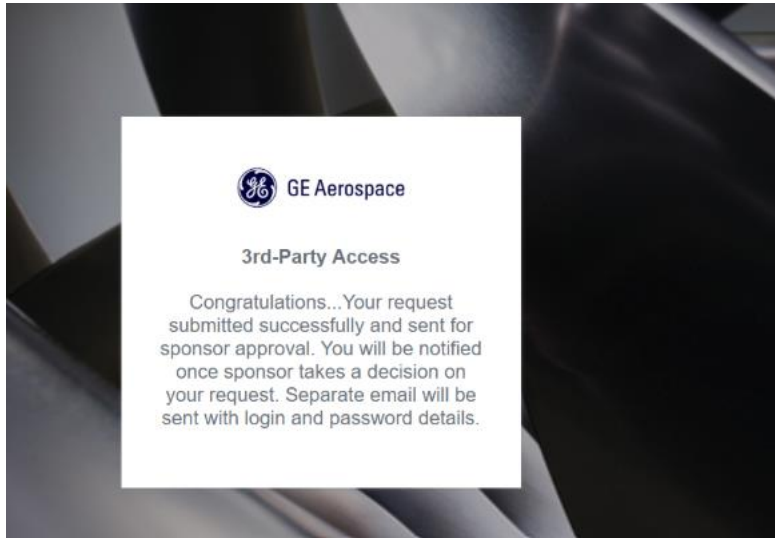 GE Aerospace
3rd-Party Access
Congratulations...Your request
submitted successfully and sent for
sponsor approval. You will be notified
once sponsor takes a decision on
your request. Separate email will be
sent with login and password details.